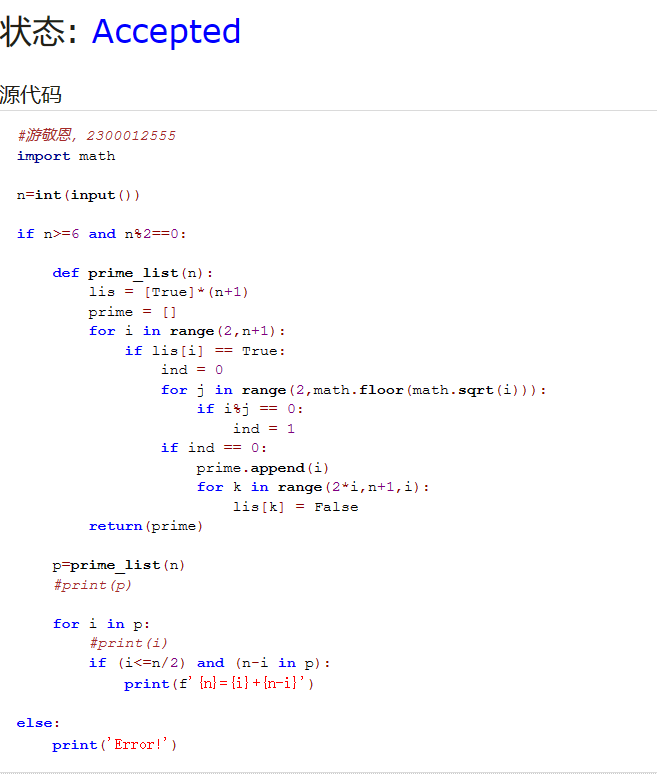 状态: Accepted
源代码
#游敬恩, 2300012555
import math
n=int(input())
if n>=6 and n%2==0:
    def prime_list(n):
        lis = [True]*(n+1)
        prime = []
        for i in range(2,n+1):
            if lis[i] == True:
                ind = 0
                for j in range(2,math.floor(math.sqrt(i))):
                    if i%j == 0:
                        ind = 1
                if ind == 0:
                    prime.append(i)
                    for k in range(2*i,n+1,i):
                        lis[k] = False
        return(prime)
    p=prime_list(n)
    #print(p)
    for i in p:
        #print(i)
        if (i<=n/2) and (n-i in p):
            print(f'{n}={i}+{n-i}')
else:
    print('Error!')